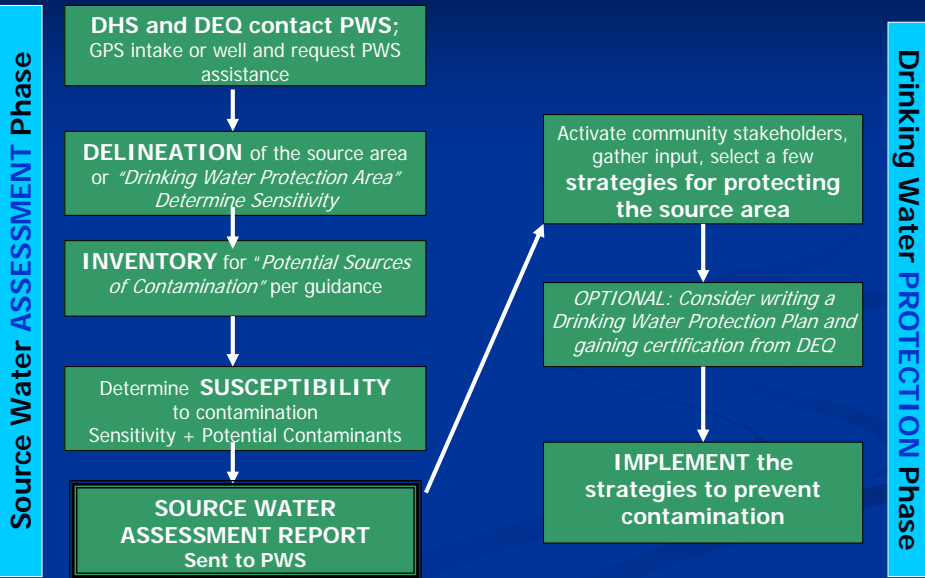 Source Water ASSESSMENT Phase
DHS and DEQ contact PWS;
GPS intake or well and request PWS
assistance
DELINEATION of the source area
or "Drinking Water Protection Area"
Determine Sensitivity
INVENTORY for "Potential Sources
of Contamination" per guidance
Determine SUSCEPTIBILITY
to contamination
Sensitivity + Potential Contaminants
SOURCE WATER
ASSESSMENT REPORT
Sent to PWS
Activate community stakeholders,
gather input, select a few
strategies for protecting
the source area
OPTIONAL: Consider writing a
Drinking Water Protection Plan and
gaining certification from DEQ
IMPLEMENT the
strategies to prevent
contamination
Drinking Water PROTECTION Phase